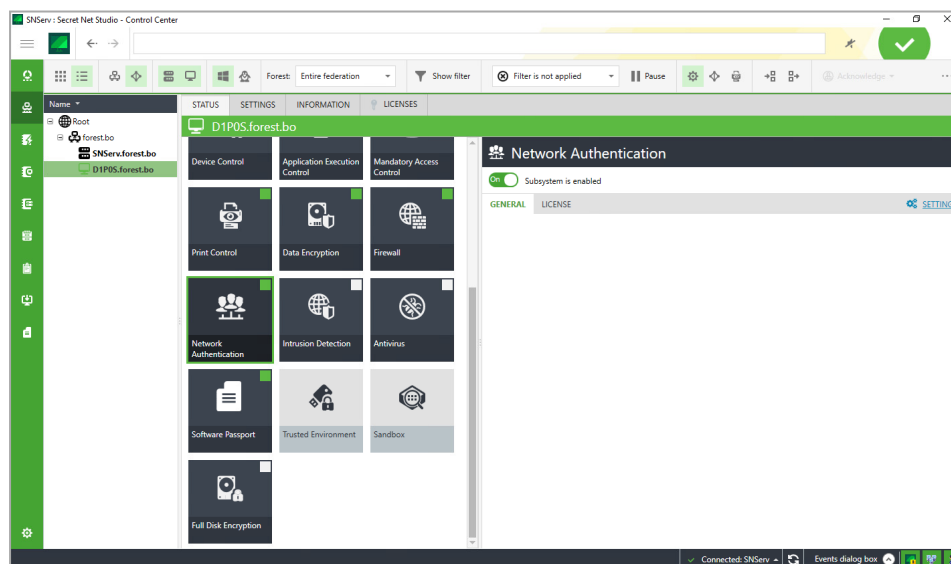 SNServ : Secret Net Studio - Control Center
Forest: Entire federation
Show filter
Filter is not applied
Pause
Acknowledge
Name
Root
forest.bo
SNServ.forest.bo
D1P0S.forest.bo
STATUS SETTINGS INFORMATION LICENSES
D1P0S.forest.bo
Device Control
Application Execution
Control
Mandatory Access
Control
Print Control
Data Encryption
Firewall
Network
Authentication
Intrusion Detection
Antivirus
Software Passport
Trusted Environment
Sandbox
Full Disk Encryption
Network Authentication
On Subsystem is enabled
GENERAL LICENSE
SETTING
Connected: SNServ
Events dialog box